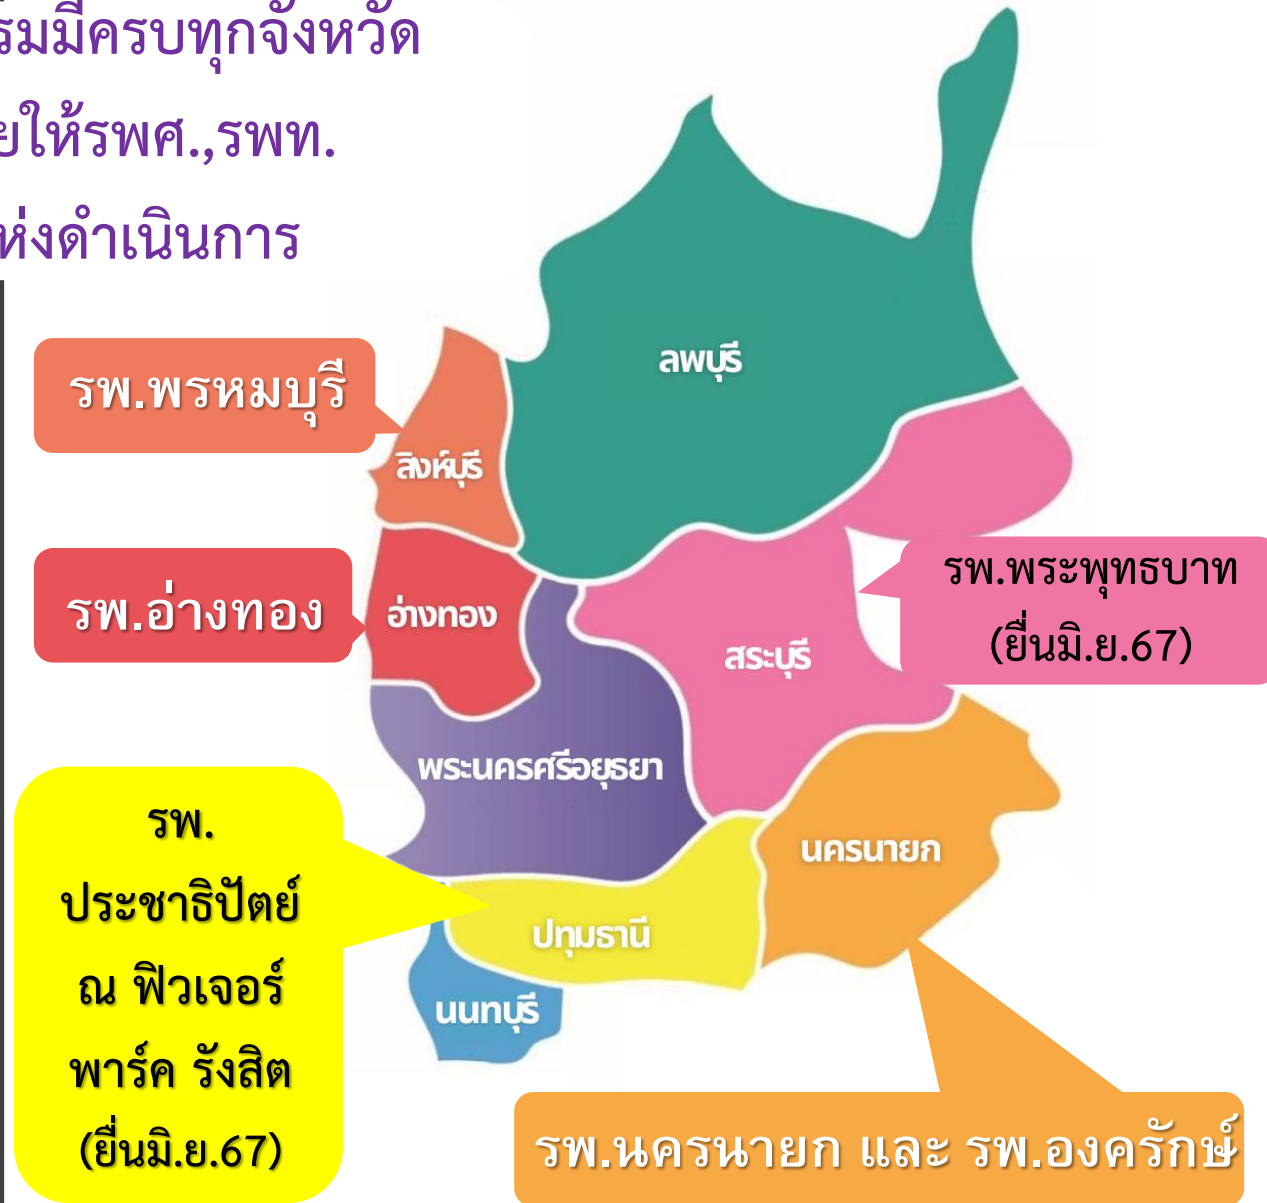 ร่มมีครบทุกจังหวัด
ยให้รพศ.,รพท.
ห่งดำเนินการ
ลพบุรี
รพ.พรหมบุรี
สิงห์บุรี
รพ.อ่างทอง
อ่างทอง
รพ.พระพุทธบาท
(ยื่นมิ.ย.67)
สระบุรี
พระนครศรีอยุธยา
รพ.
ประชาธิปัตย์
ณ ฟิวเจอร์
พาร์ค รังสิต
(ยื่นมิ.ย.67)
นครนายก
ปทุมธานี
นนทบุรี
รพ.นครนายก และ รพ.องครักษ์